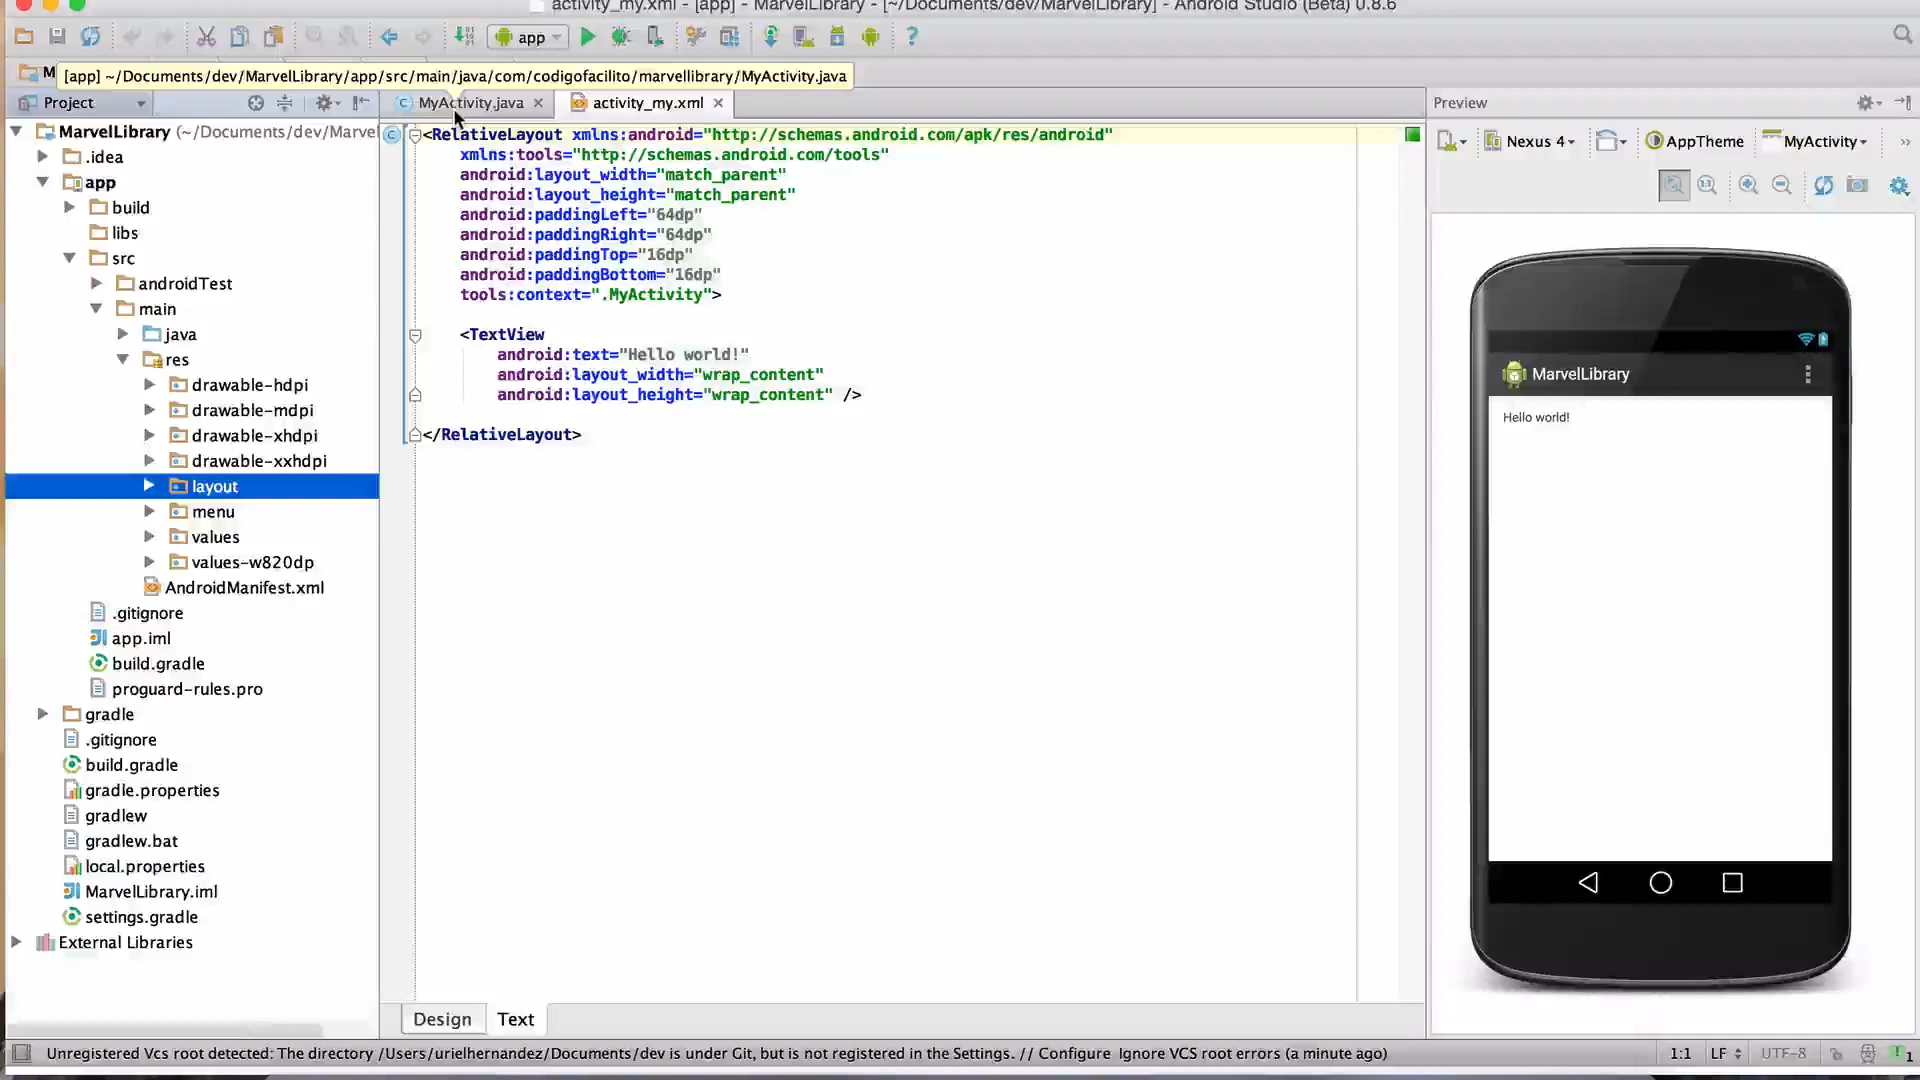 activity_my.xml - [app] - MarvelLibrary - [~/Documents/dev/MarvelLibrary] - Android Studio (Beta) 0.8.6
app
?
M
[app] ~/Documents/dev/MarvelLibrary/app/src/main/java/com/codigofacilito/marvellibrary/MyActivity.java
Project
MyActivity.java
activity_my.xml
Preview
MarvelLibrary (~/Documents/dev/Marvel
.idea
app
build
libs
src
androidTest
main
java
res
drawable-hdpi
drawable-mdpi
drawable-xhdpi
drawable-xxhdpi
layout
menu
values
values-w820dp
AndroidManifest.xml
.gitignore
app.iml
build.gradle
proguard-rules.pro
gradle
.gitignore
build.gradle
gradle.properties
gradlew
gradlew.bat
local.properties
MarvelLibrary.iml
settings.gradle
External Libraries
<RelativeLayout xmlns:android="http://schemas.android.com/apk/res/android"
xmlns:tools="http://schemas.android.com/tools"
android:layout_width="match_parent"
android:layout_height="match_parent"
android:paddingLeft="64dp"
android:paddingRight="64dp"
android:paddingTop="16dp"
android:paddingBottom="16dp"
tools:context=".MyActivity">
<TextView
android:text="Hello world!"
android:layout_width="wrap_content"
android:layout_height="wrap_content" />
</RelativeLayout>
Nexus 4
AppTheme
MyActivity
1:1
MarvelLibrary
Hello world!
Design
Text
Unregistered Vcs root detected: The directory /Users/urielhernandez/Documents/dev is under Git, but is not registered in the Settings. // Configure Ignore VCS root errors (a minute ago)
1:1
LF
UTF-8
1